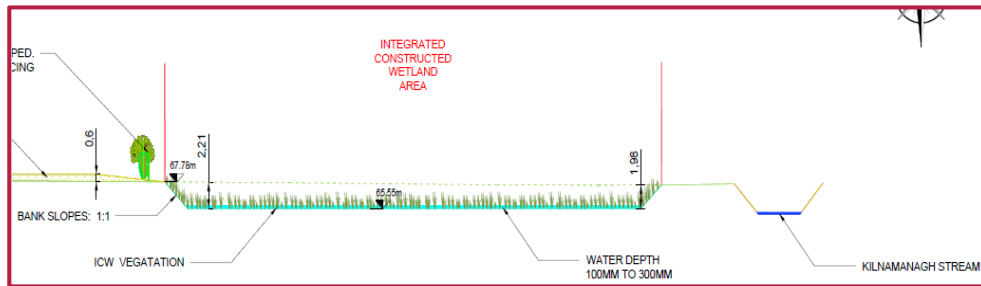 PED.
CING
INTEGRATED
CONSTRUCTED
WETLAND
AREA
0,6
67.78m
2,21
1,98
65.55m
BANK SLOPES: 1:1
ICW VEGATATION
WATER DEPTH
100MM TO 300MM
KILNAMANAGH STREAM